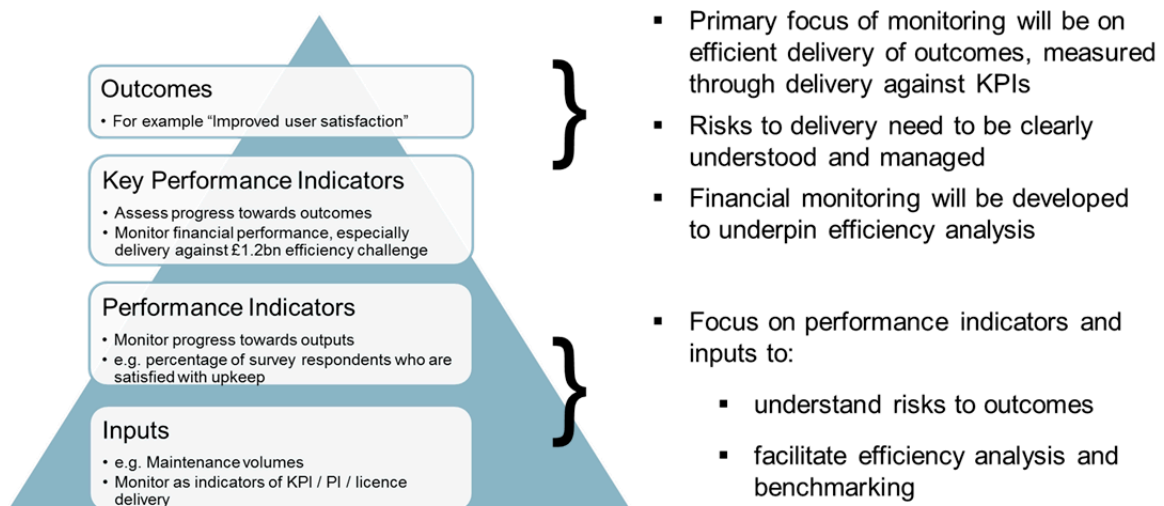 Outcomes
• For example “Improved user satisfaction”
Key Performance Indicators
• Assess progress towards outcomes
• Monitor financial performance, especially
delivery against £1.2bn efficiency challenge
Performance Indicators
• Monitor progress towards outputs
• e.g. percentage of survey respondents who are
satisfied with upkeep
Inputs
• e.g. Maintenance volumes
• Monitor as indicators of KPI / PI / licence
delivery
▪ Primary focus of monitoring will be on
efficient delivery of outcomes, measured
through delivery against KPIs
▪ Risks to delivery need to be clearly
understood and managed
▪ Financial monitoring will be developed
to underpin efficiency analysis
▪ Focus on performance indicators and
inputs to:
▪ understand risks to outcomes
▪ facilitate efficiency analysis and
benchmarking